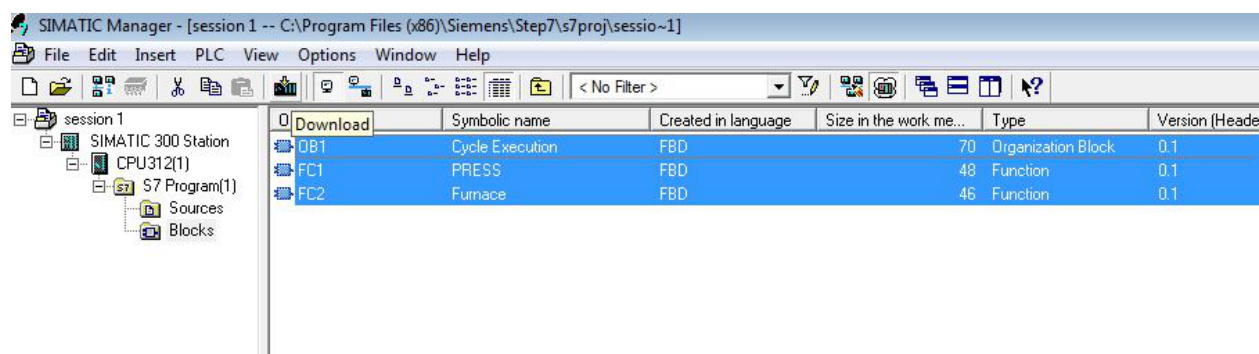 SIMATIC Manager - [session 1 -- C:\Program Files (x86)\Siemens\Step7\s7proj\sessio~1]
File Edit Insert PLC View Options Window Help
< No Filter >
session 1
SIMATIC 300 Station
CPU312(1)
S7 Program(1)
Sources
Blocks
Download
O Symbolic name Created in language Size in the work me... Type Version (Heade
OB1 Cycle Execution FBD 70 Organization Block 0.1
FC1 PRESS FBD 48 Function 0.1
FC2 Furnace FBD 46 Function 0.1